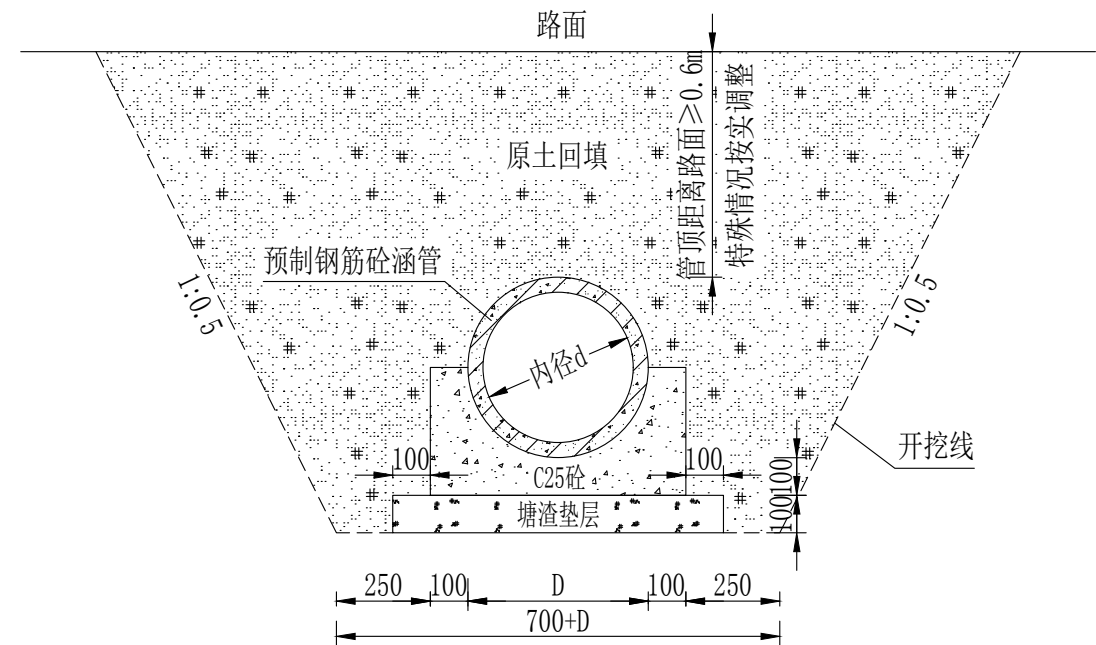 路面
管顶距离路面≥0.6m
特殊情况按实调整
原土回填
预制钢筋砼涵管
1:0.5
1:0.5
内径d
开挖线
100
100
C25砼
100
100
塘渣垫层
250
100
D
100
250
700+D